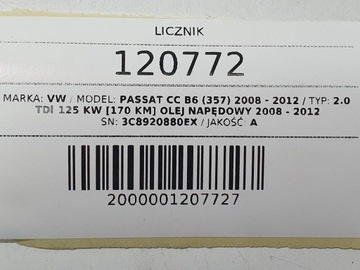 LICZNIK
120772
MARKA: VW / MODEL: PASSAT CC B6 (357) 2008 - 2012 / TYP: 2.0
TDI 125 KW [170 KM] OLEJ NAPĘDOWY 2008 - 2012
SN: 3C8920880EX / JAKOŚĆ: A
2000001207727